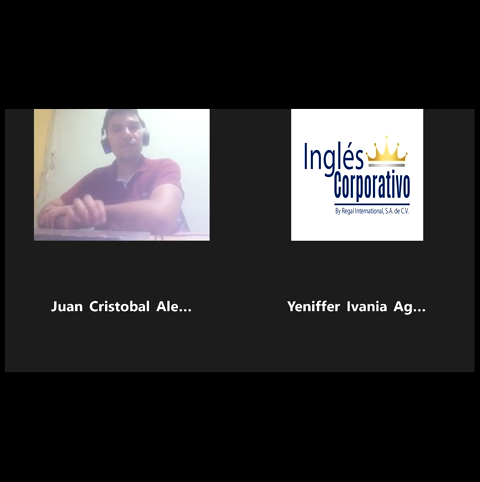 Inglés
Corporativo
By Regal International, S.A. de C.V.
Juan Cristobal Ale...
Yeniffer Ivania Ag...